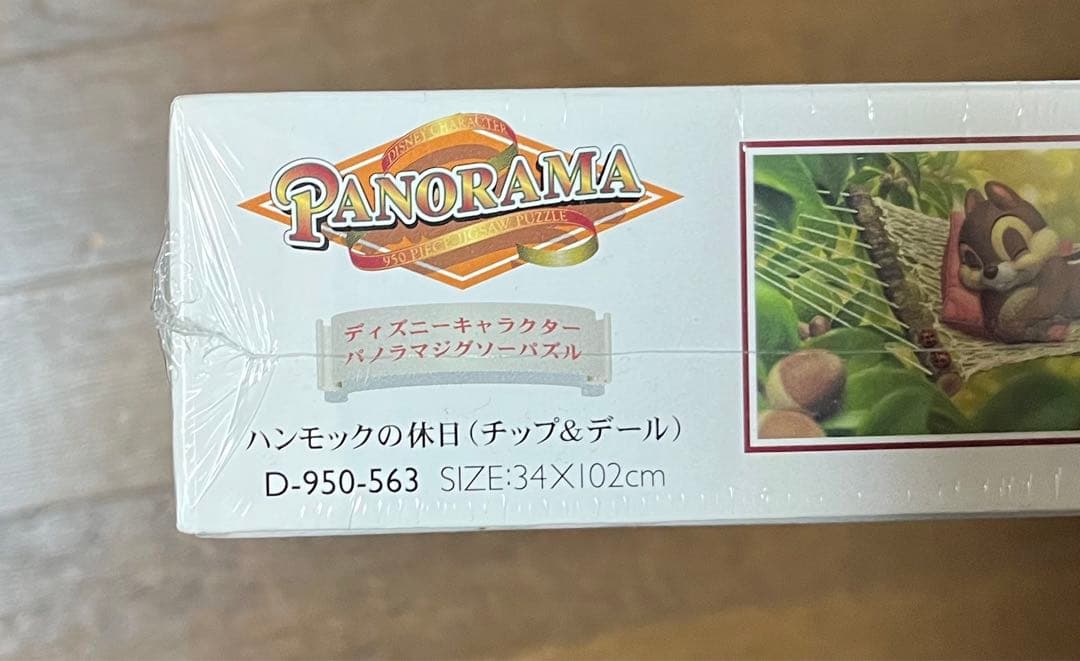 DISNEY CHARACTER
PANORAMA
950 PIECE JIGSAW PUZZLE
ディズニーキャラクター
パノラマジグソーパズル
ハンモックの休日（チップ&デール）
D-950-563 SIZE:34X102cm